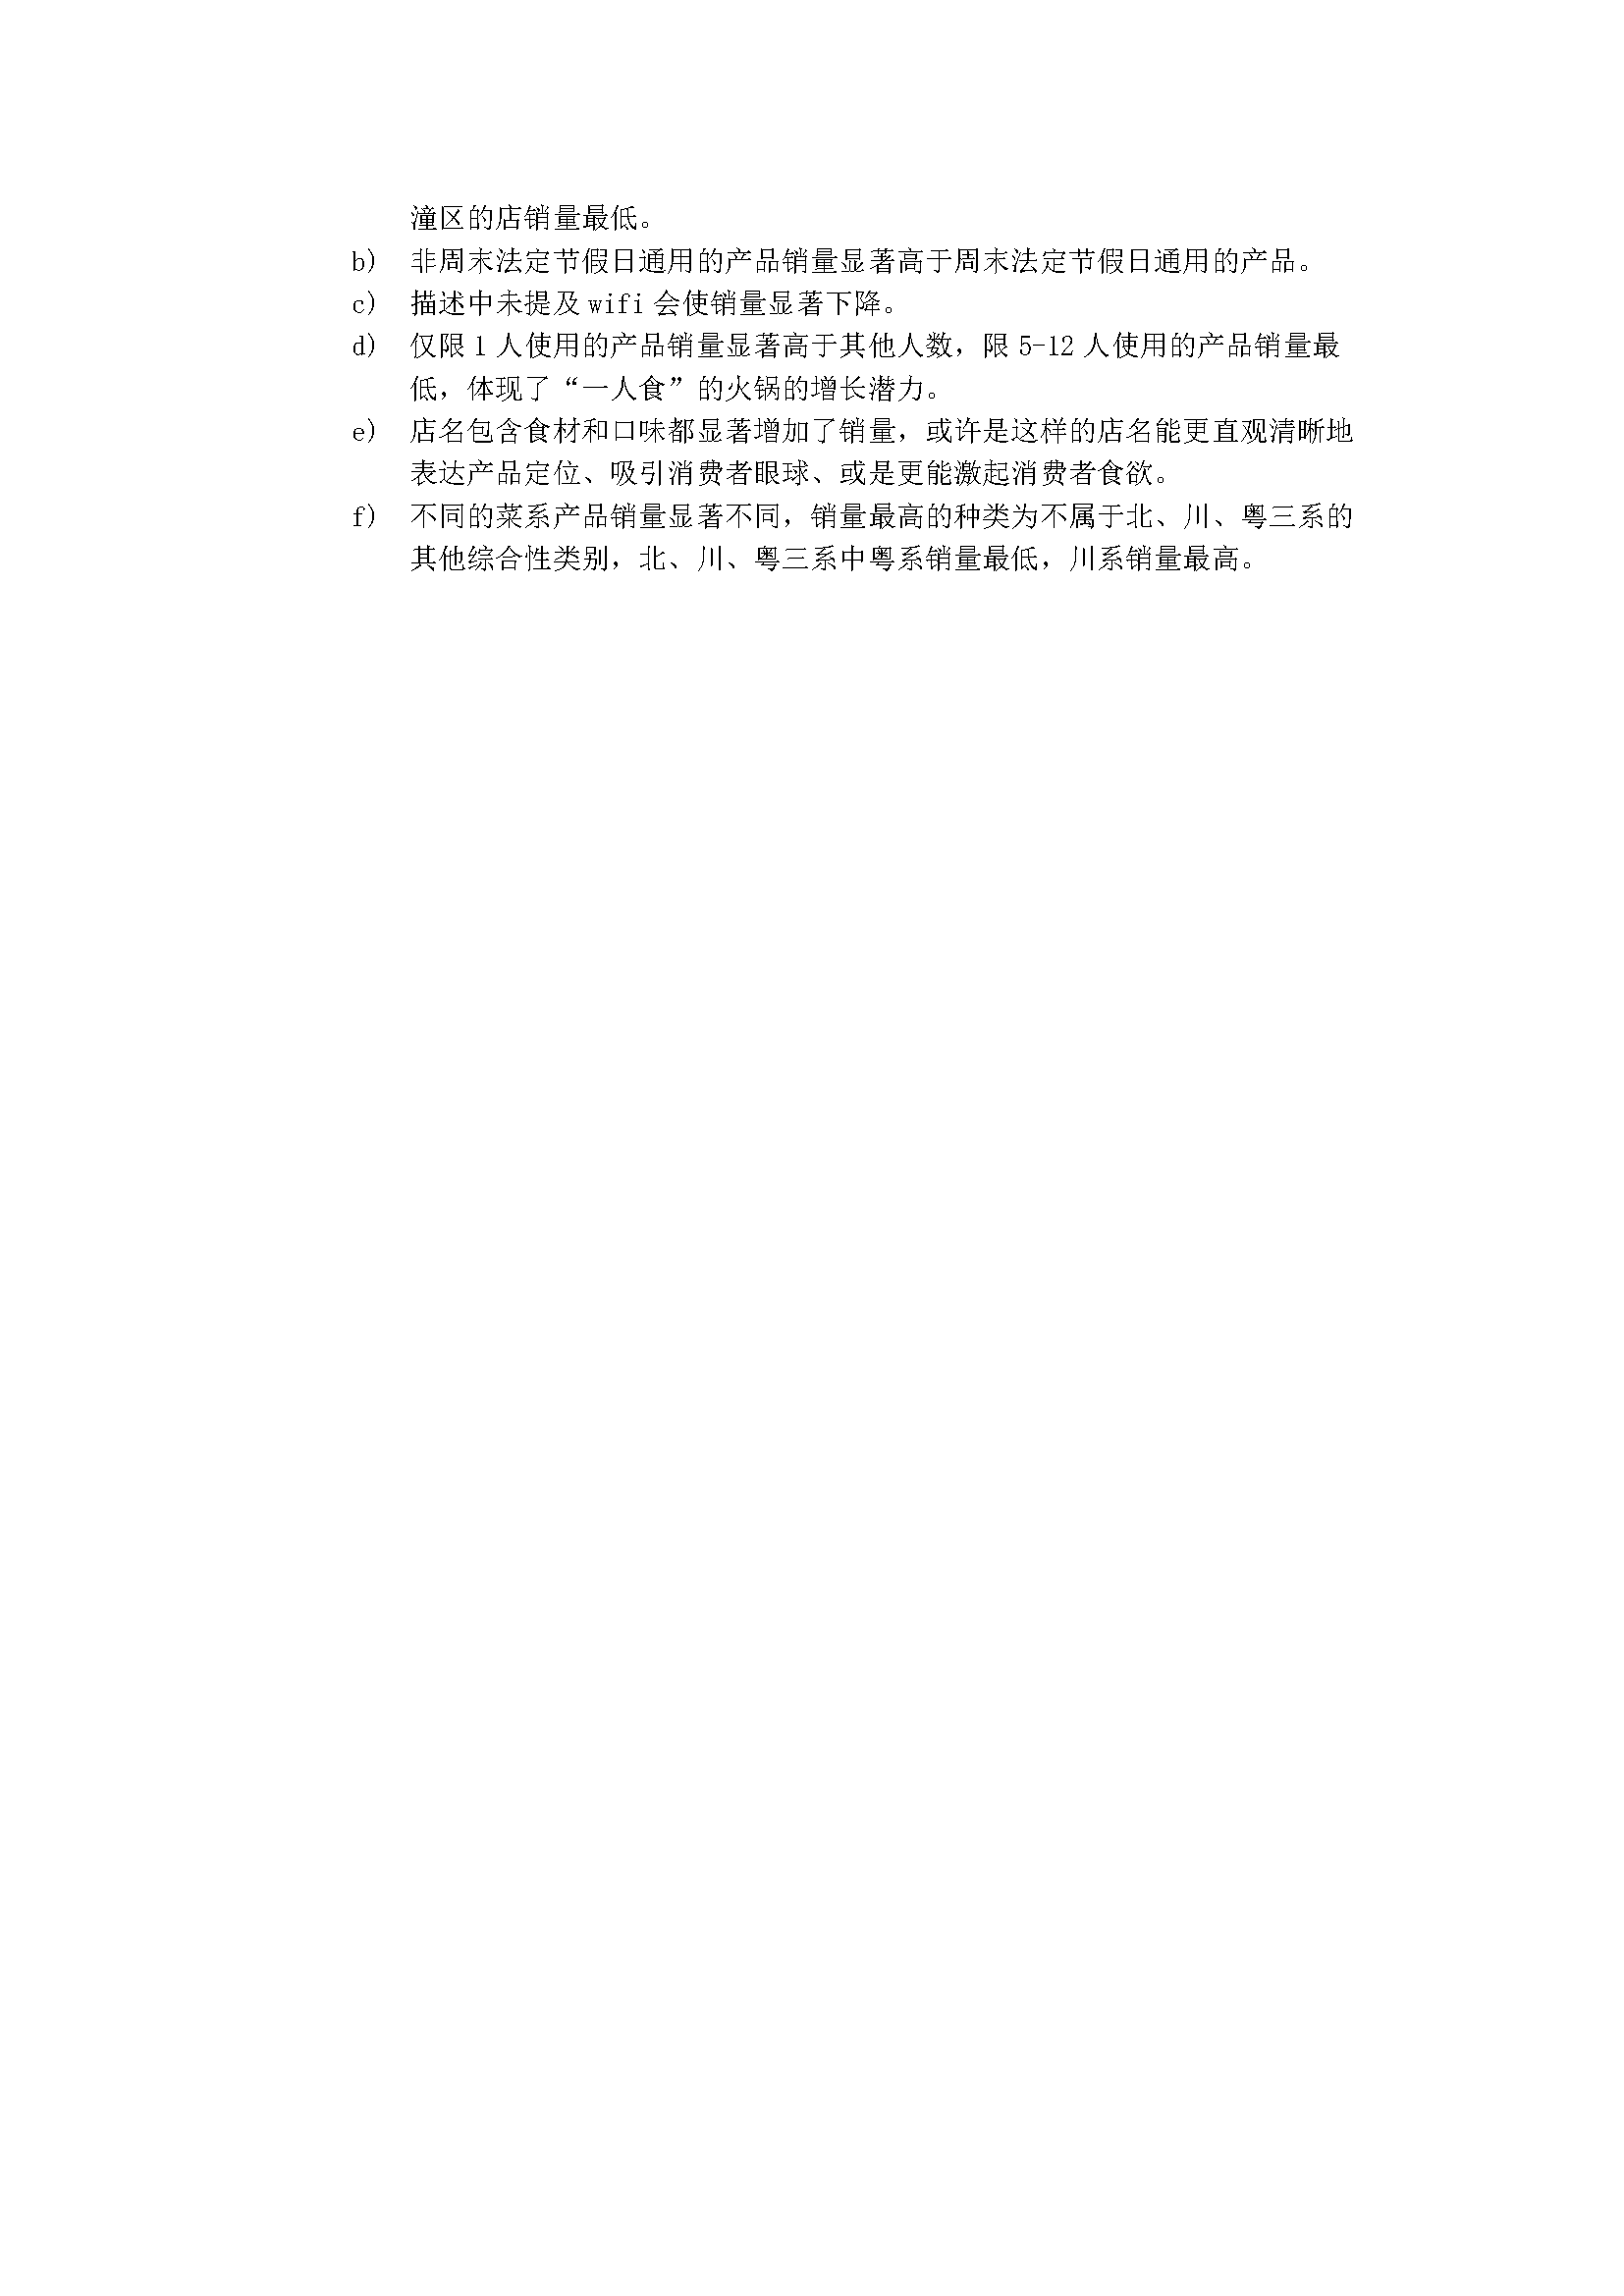 潼区的店销量最低。
b) 非周末法定节假日通用的产品销量显著高于周末法定节假日通用的产品。
c) 描述中未提及 wifi 会使销量显著下降。
d) 仅限 1 人使用的产品销量显著高于其他人数，限 5-12 人使用的产品销量最
低，体现了“一人食”的火锅的增长潜力。
e) 店名包含食材和口味都显著增加了销量，或许是这样的店名能更直观清晰地
表达产品定位、吸引消费者眼球、或是更能激起消费者食欲。
f) 不同的菜系产品销量显著不同，销量最高的种类为不属于北、川、粤三系的
其他综合性类别，北、川、粤三系中粤系销量最低，川系销量最高。